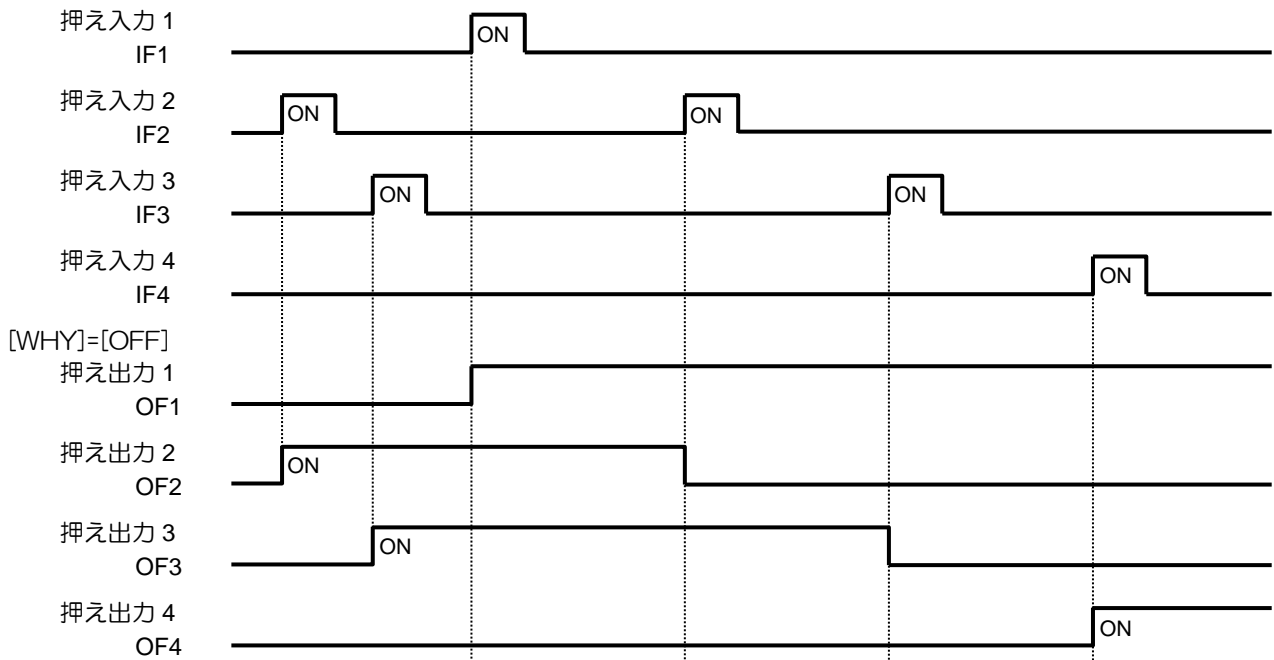 押え入力 1
IF1
ON
押え入力 2
IF2
ON
ON
押え入力 3
IF3
ON
ON
押え入力 4
IF4
ON
[WHY]=[OFF]
押え出力 1
OF1
押え出力 2
OF2
ON
押え出力 3
OF3
ON
押え出力 4
OF4
ON